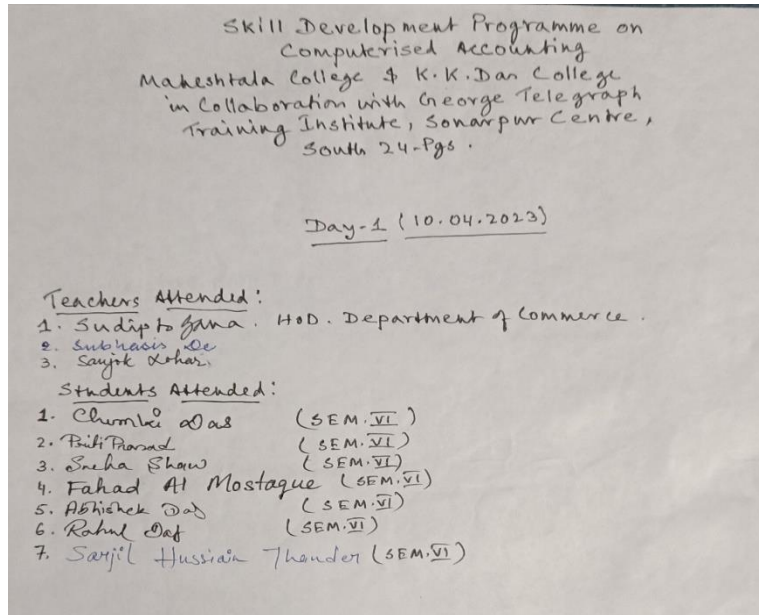 Skill Development Programme on
Computerised Accounting
Maheshtala College & K.K.Das College
in Collaboration with George Telegraph
Training Institute, Sonarpur Centre,
South 24-Pgs.
Day-1 (10.04.2023)
Teachers Attended:
1. Sudipto Jana. HoD. Department of Commerce.
2. Subhasis De
3. Sanjok Lohar
Students Attended:
1. Chumki Das (SEM.VI)
2. Priti Prasad (SEM.VI)
3. Sneha Shaw (SEM.VI)
4. Fahad Al Mostaque (SEM.VI)
5. Abhishek Das (SEM.VI)
6. Rahul Das (SEM.VI)
7. Sarjil Hussiain Thander (SEM.VI)